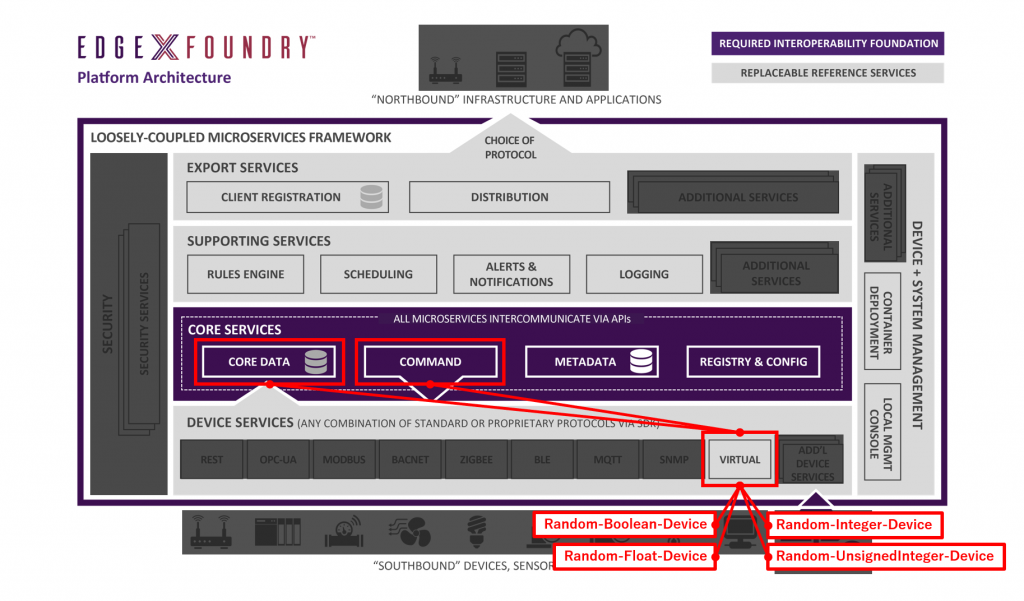 EDGE X FOUNDRY™
Platform Architecture
REQUIRED INTEROPERABILITY FOUNDATION
REPLACEABLE REFERENCE SERVICES
“NORTHBOUND” INFRASTRUCTURE AND APPLICATIONS
LOOSELY-COUPLED MICROSERVICES FRAMEWORK
CHOICE OF
PROTOCOL
EXPORT SERVICES
CLIENT REGISTRATION
DISTRIBUTION
ADDITIONAL SERVICES
SUPPORTING SERVICES
RULES ENGINE
SCHEDULING
ALERTS &
NOTIFICATIONS
LOGGING
ADDITIONAL
SERVICES
ALL MICROSERVICES INTERCOMMUNICATE VIA APIs
CORE SERVICES
CORE DATA
COMMAND
METADATA
REGISTRY & CONFIG
DEVICE SERVICES (ANY COMBINATION OF STANDARD OR PROPRIETARY PROTOCOLS VIA SDK)
REST
OPC-UA
MODBUS
BACNET
ZIGBEE
BLE
MQTT
SNMP
VIRTUAL
ADD'L
DEVICE
SERVICES
SECURITY
SECURITY SERVICES
ADDITIONAL
SERVICES
CONTAINER
DEPLOYMENT
LOCAL MGMT
CONSOLE
DEVICE + SYSTEM MANAGEMENT
Random-Boolean-Device
Random-Integer-Device
Random-Float-Device
Random-UnsignedInteger-Device
“SOUTHBOUND” DEVICES, SENSOR